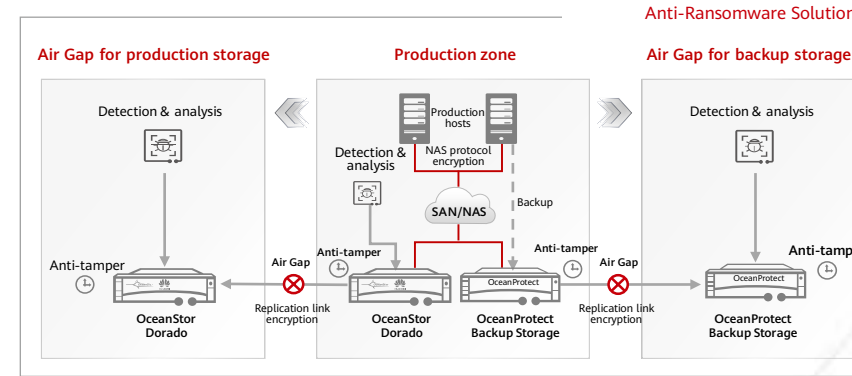 Anti-Ransomware Solution
Air Gap for production storage
Production zone
Air Gap for backup storage
Detection & analysis
Production
hosts
NAS protocol
encryption
Detection &
analysis
SAN/NAS
Backup
Detection & analysis
Anti-tamper
Air Gap
Anti-tamper
Anti-tamper
Air Gap
Anti-tamp
OceanProtect
OceanProtect
Replication link
encryption
Replication link
encryption
OceanStor
Dorado
OceanStor
Dorado
OceanProtect
Backup Storage
OceanProtect
Backup Storage